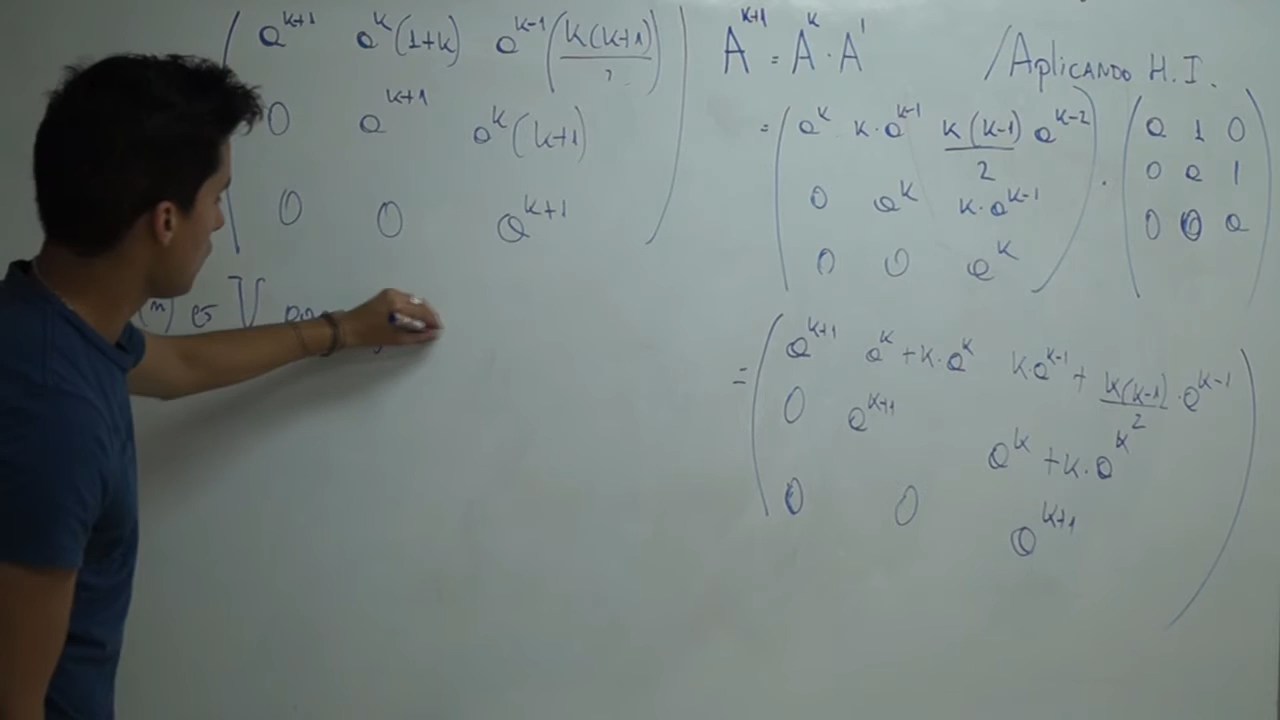 a^{k+1} a^k(1+k) a^{k-1}(k(k+1)/2)
0 a^{k+1} a^k(k+1)
0 0 a^{k+1}
(n) es V
A^{k+1} = A^k · A^1 / Aplicando H.I.
= (a^k k·a^{k-1} k(k-1)/2 a^{k-2}) · (a 1 0)
0 a^k k·a^{k-1} 0 a 1
0 0 a^k 0 0 a
= (a^{k+1} a^k+k·a^k ka^{k-1}+k(k-1)/2·a^{k-1})
0 a^{k+1} a^k+k·a^k
0 0 a^{k+1}